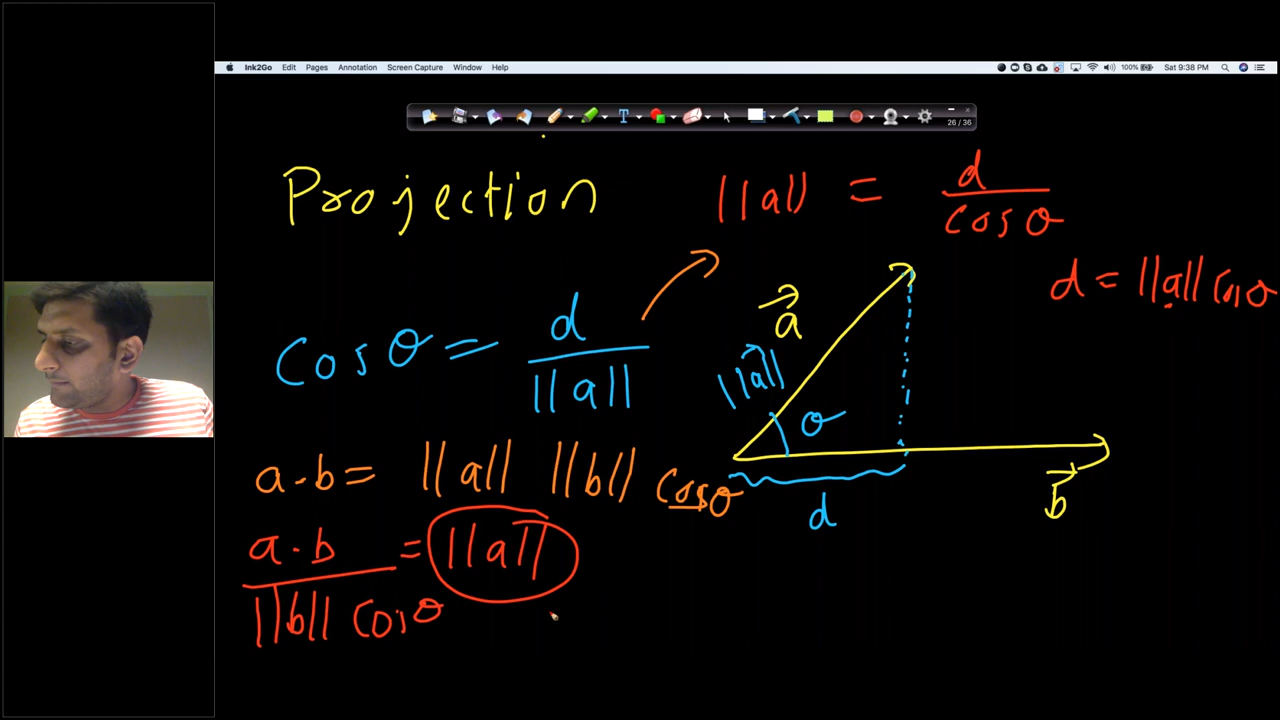 Ink2Go Edit Pages Annotation Screen Capture Window Help 100% Sat 9:38 PM
T
26 / 36
Projection
||a|| = d / cos θ
d = ||a|| cos θ
cos θ = d / ||a||
a⃗
||a⃗||
θ
a · b = ||a|| ||b|| cos θ
d
b⃗
a · b / ||b|| cos θ = ||a||